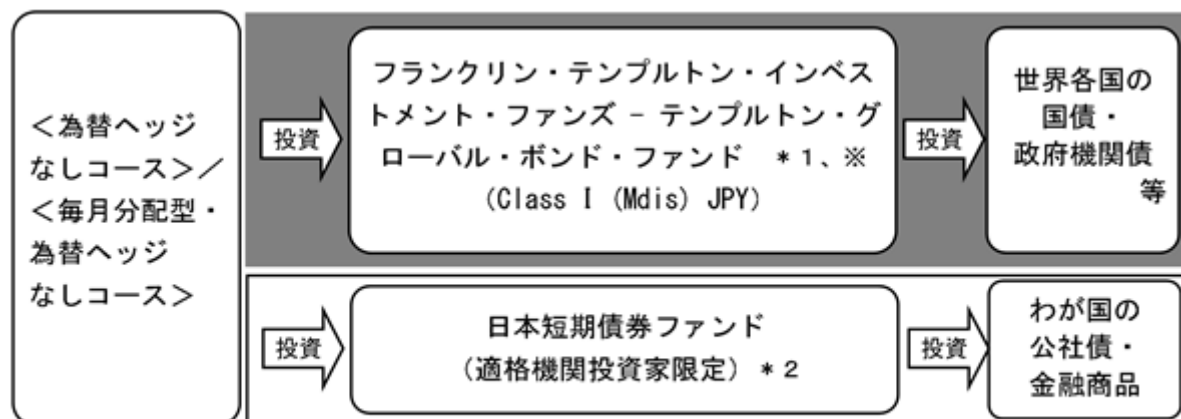 ＜為替ヘッジ
なしコース＞／
＜毎月分配型・
為替ヘッジ
なしコース＞
投資
フランクリン・テンプルトン・インベス
トメント・ファンズ － テンプルトン・グ
ローバル・ボンド・ファンド ＊１、※
(Class I (Mdis) JPY)
投資
世界各国の
国債・
政府機関債
等
投資
日本短期債券ファンド
（適格機関投資家限定）＊２
投資
わが国の
公社債・
金融商品